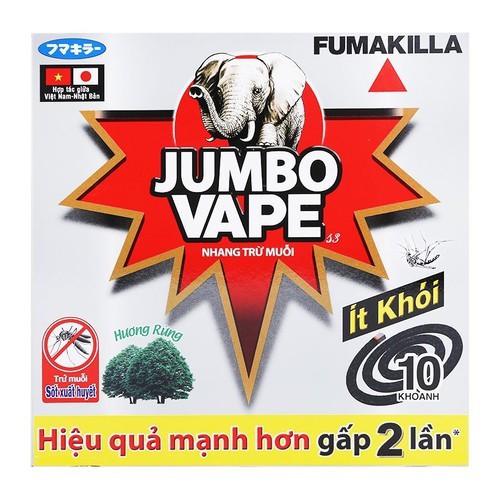 フマキラー
FUMAKILLA
Hợp tác giữa
Việt Nam-Nhật Bản
JUMBO
VAPE
s3
NHANG TRỪ MUỖI
Ít Khói
Hương Rừng
10
KHOANH
Trừ muỗi
Sốt xuất huyết
Hiệu quả mạnh hơn gấp 2 lần*